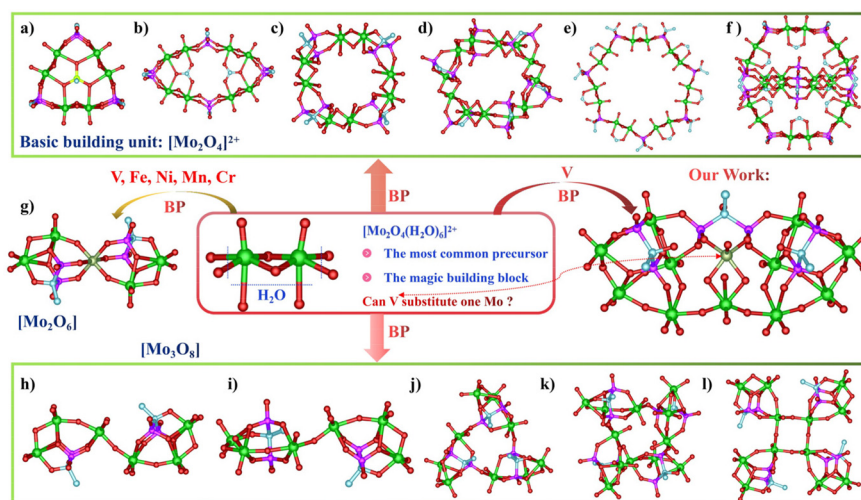 a)
b)
c)
d)
e)
f)
Basic building unit: [Mo₂O₄]²⁺
V, Fe, Ni, Mn, Cr
BP
BP
V
BP
Our Work:
g)
[Mo₂O₆]
[Mo₂O₄(H₂O)₆]²⁺
The most common precursor
The magic building block
Can V substitute one Mo ?
H₂O
BP
[Mo₃O₈]
h)
i)
j)
k)
l)